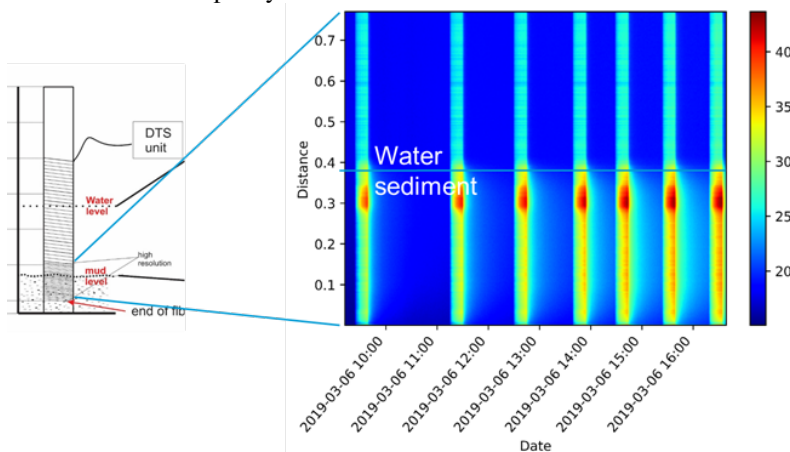 DTS
unit
Water
level
high
resolution
mud
level
end of fib
0.7
0.6
0.5
0.4
0.3
0.2
0.1
Distance
Water
sediment
2019-03-06 10:00
2019-03-06 11:00
2019-03-06 12:00
2019-03-06 13:00
2019-03-06 14:00
2019-03-06 15:00
2019-03-06 16:00
Date
40
35
30
25
20